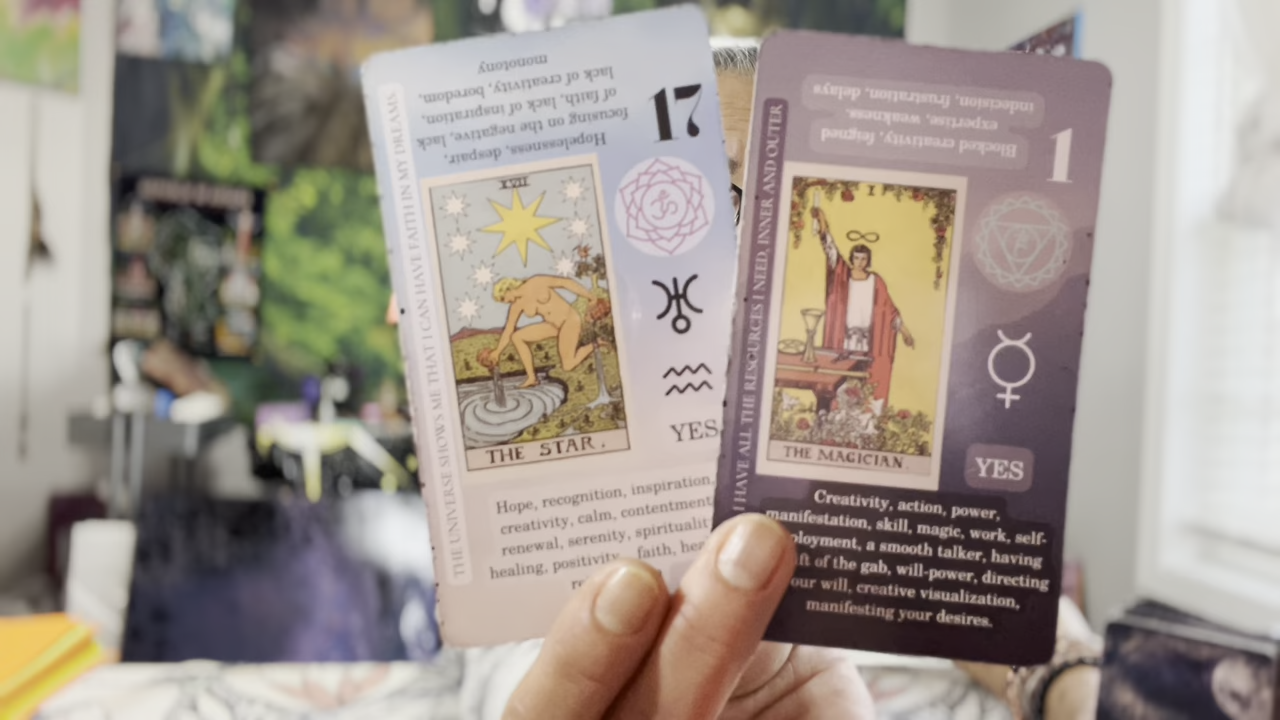 THE UNIVERSE SHOWS ME THAT I CAN HAVE FAITH IN MY DREAMS
Hopelessness, despair,
focusing on the negative, lack
of faith, lack of inspiration,
lack of creativity, boredom,
monotony
17
XVII
THE STAR.
YES
Hope, recognition, inspiration,
creativity, calm, contentment
renewal, serenity, spirituality
healing, positivity faith,
I HAVE ALL THE RESOURCES I NEED, INNER AND OUTER
Blocked creativity, feigned
expertise, weakness,
indecision, frustration, delays
1
I
THE MAGICIAN.
YES
Creativity, action, power,
manifestation, skill, magic, work, self-
ployment, a smooth talker, having
ft of the gab, will-power, directing
our will, creative visualization,
manifesting your desires.